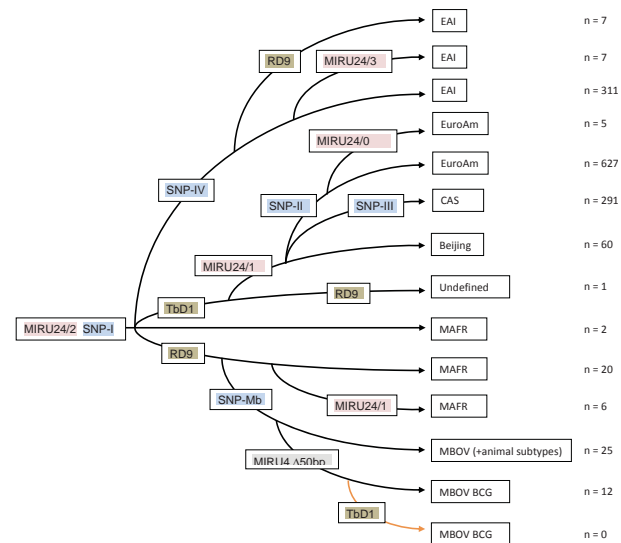 EAI n = 7
RD9 MIRU24/3 EAI n = 7
EAI n = 311
EuroAm n = 5
MIRU24/0
EuroAm n = 627
SNP-IV
SNP-II SNP-III CAS n = 291
Beijing n = 60
MIRU24/1
Undefined n = 1
RD9
TbD1
MIRU24/2 SNP-I MAFR n = 2
RD9
MAFR n = 20
SNP-Mb MIRU24/1 MAFR n = 6
MBOV (+animal subtypes) n = 25
MIRU4 Δ50bp
MBOV BCG n = 12
TbD1
MBOV BCG n = 0